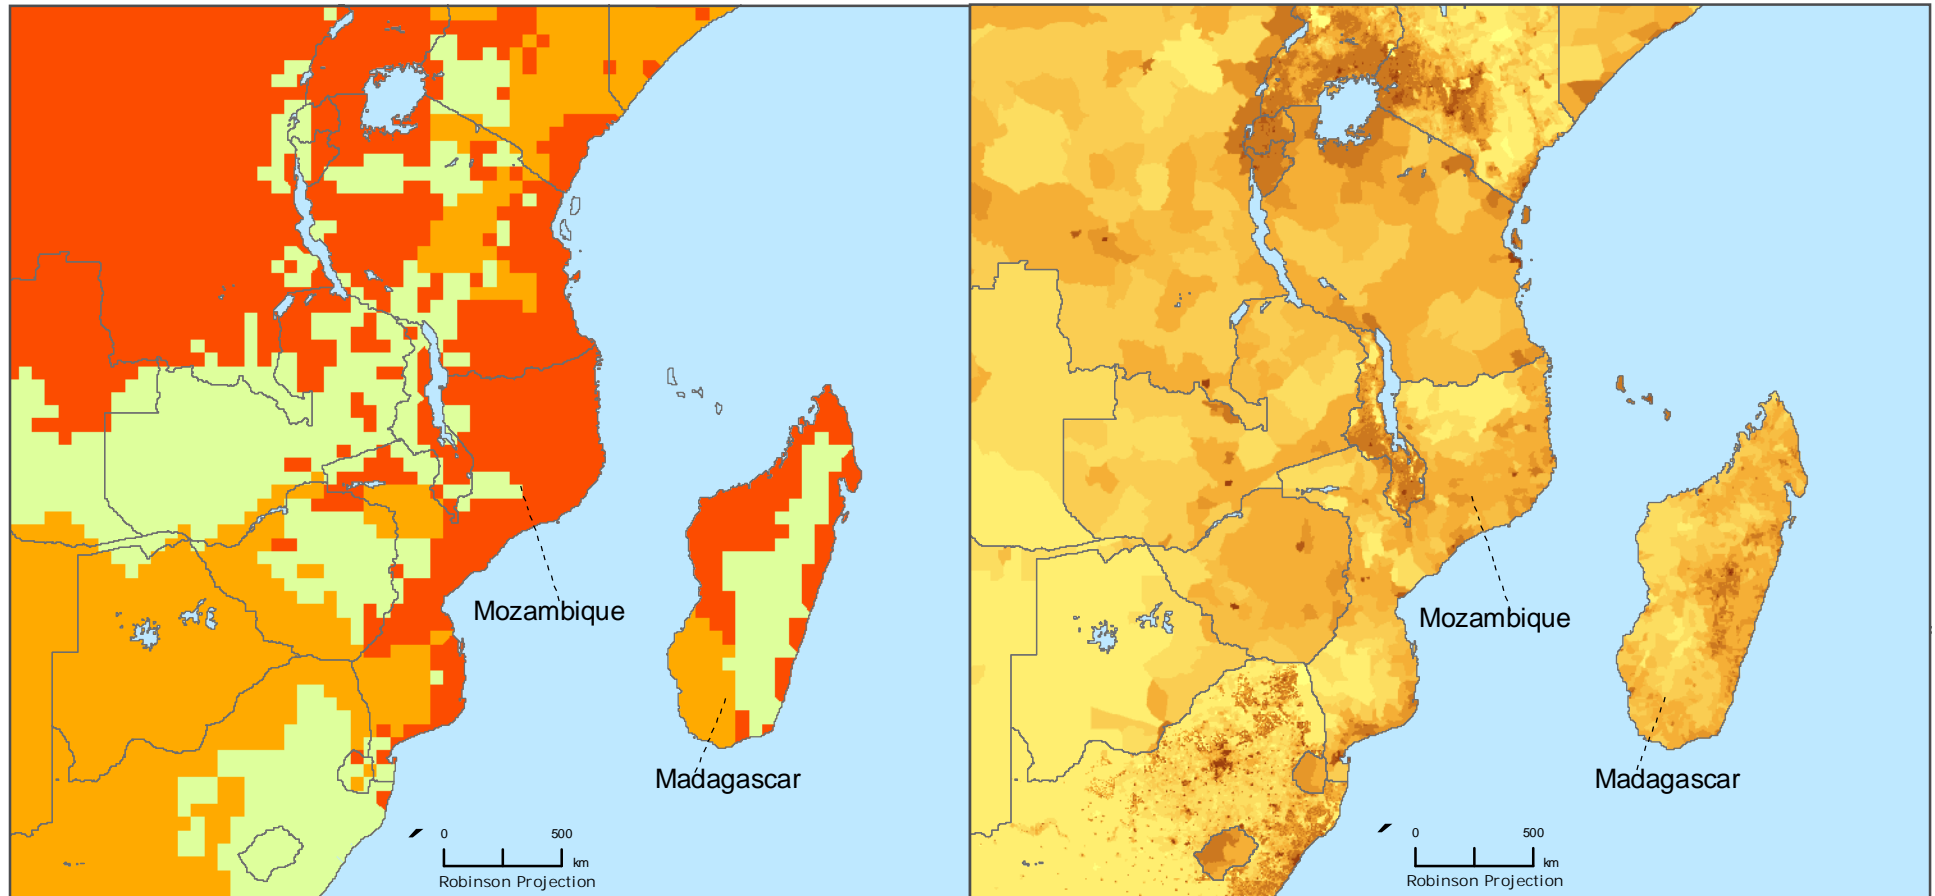 Mozambique
Madagascar
0 500
km
Robinson Projection
Mozambique
Madagascar
0 500
km
Robinson Projection